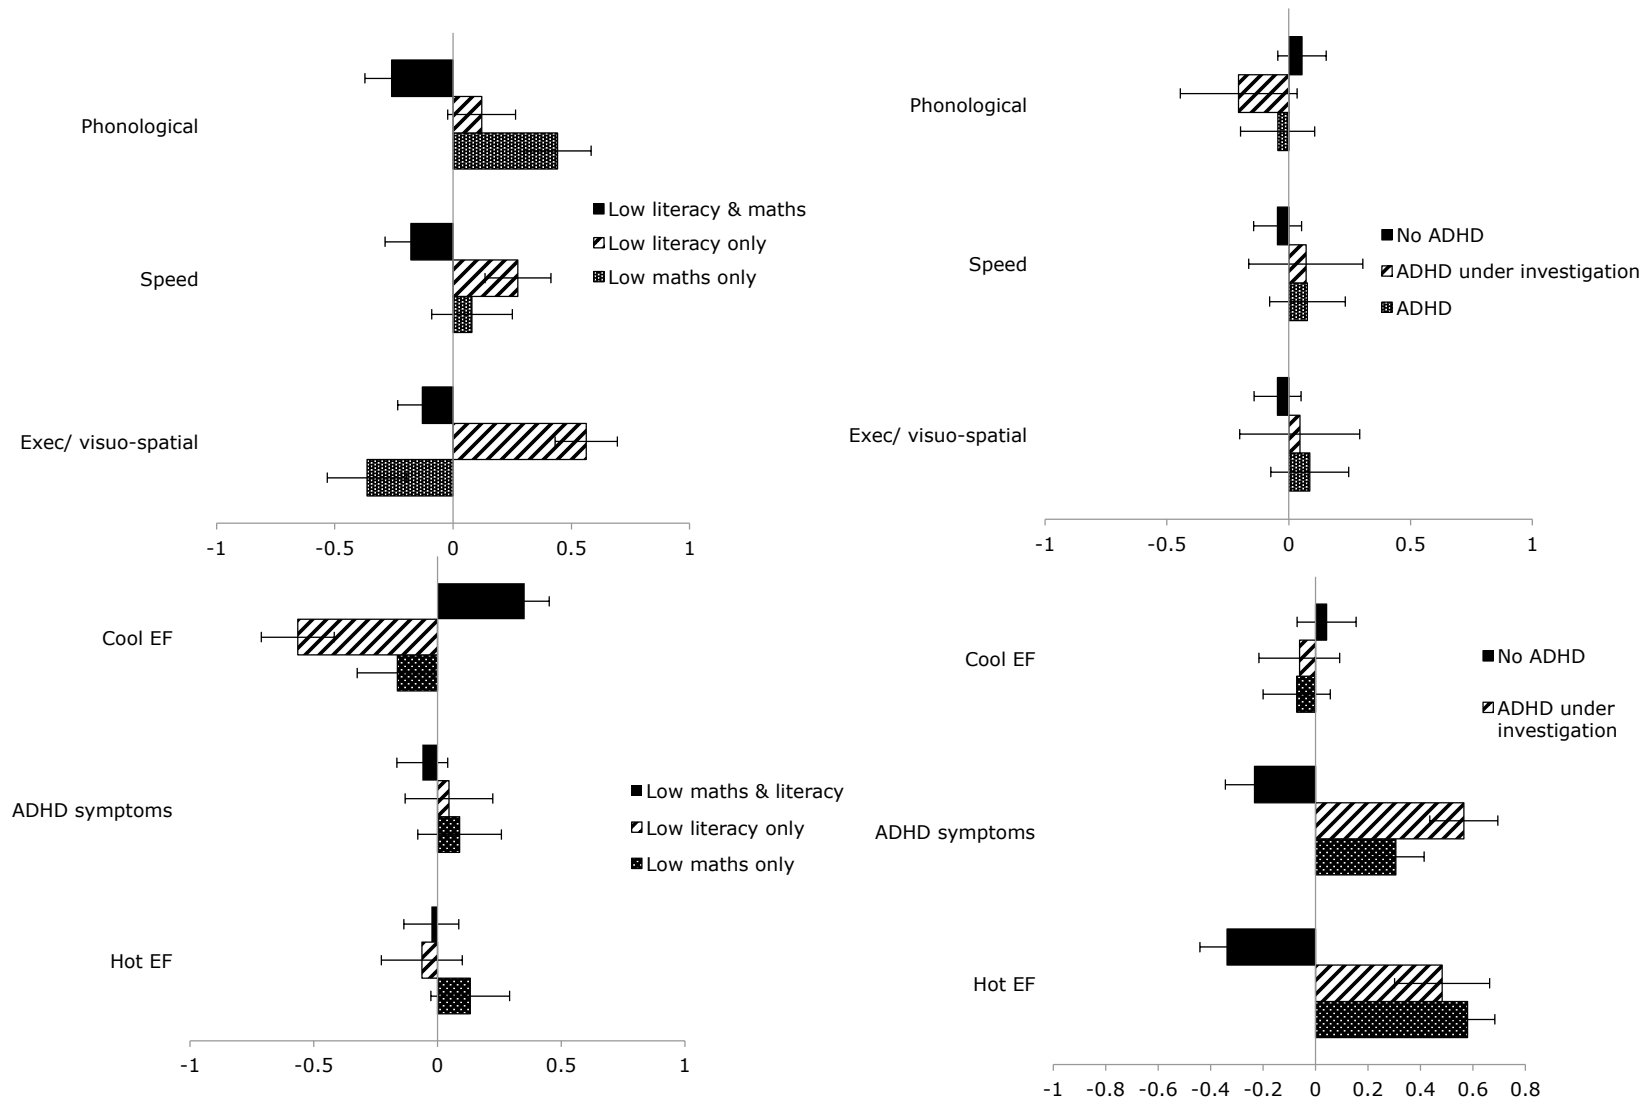 Phonological
Speed
Exec/ visuo-spatial
Low literacy & maths
Low literacy only
Low maths only
-1 -0.5 0 0.5 1
Phonological
Speed
Exec/ visuo-spatial
No ADHD
ADHD under investigation
ADHD
-1 -0.5 0 0.5 1
Cool EF
ADHD symptoms
Hot EF
Low maths & literacy
Low literacy only
Low maths only
-1 -0.5 0 0.5 1
Cool EF
ADHD symptoms
Hot EF
No ADHD
ADHD under
investigation
-1 -0.8 -0.6 -0.4 -0.2 0 0.2 0.4 0.6 0.8